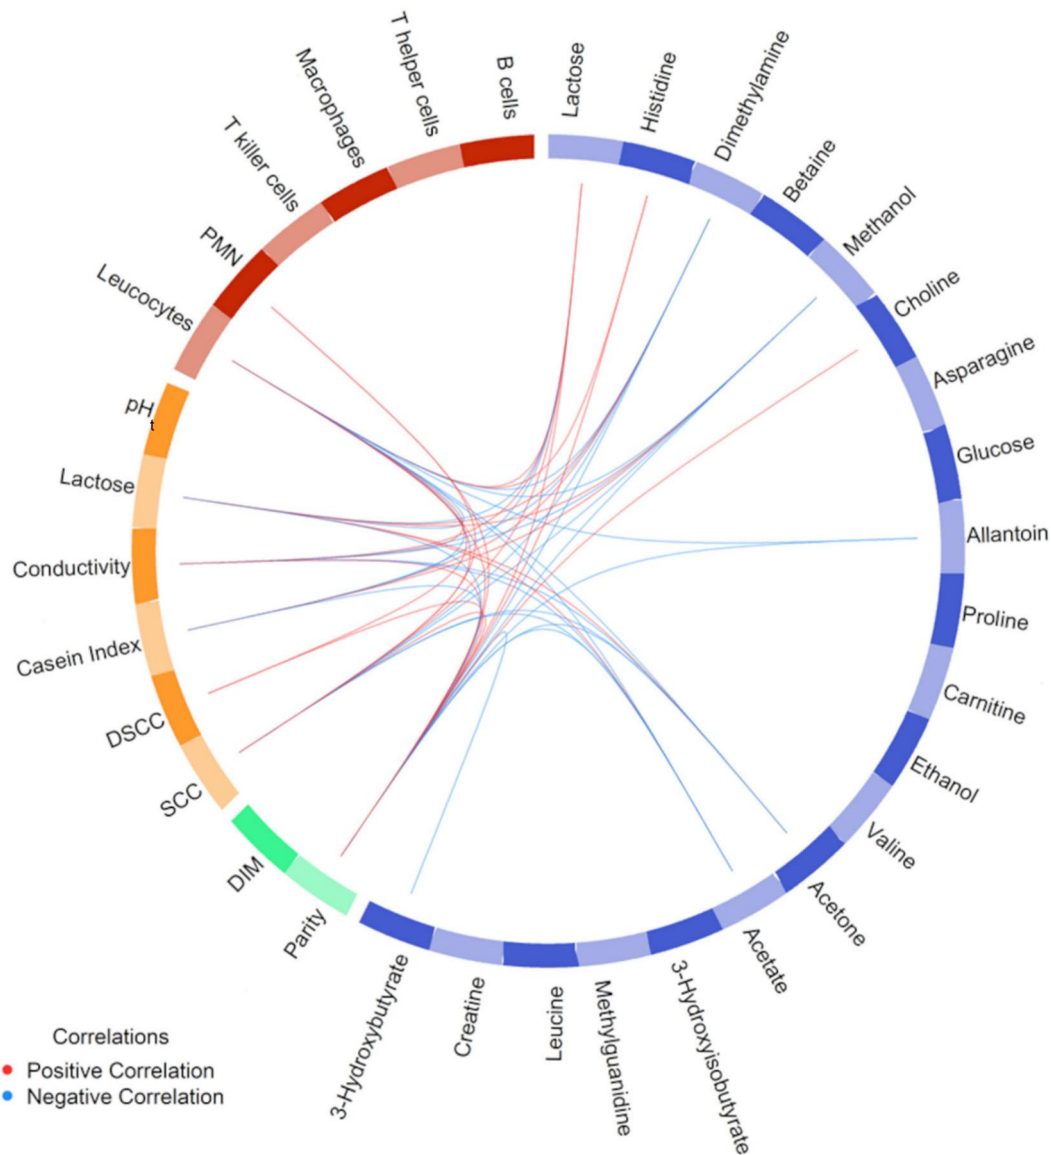 B cells
Lactose
Histidine
Dimethylamine
Betaine
Methanol
Choline
Asparagine
Glucose
Allantoin
Proline
Carnitine
Ethanol
Valine
Acetone
Acetate
3-Hydroxyisobutyrate
Methylguanidine
Leucine
Creatine
3-Hydroxybutyrate
Parity
DIM
SCC
DSCC
Casein Index
Conductivity
Lactose
pH
t
Leucocytes
PMN
T killer cells
Macrophages
T helper cells
Correlations
Positive Correlation
Negative Correlation